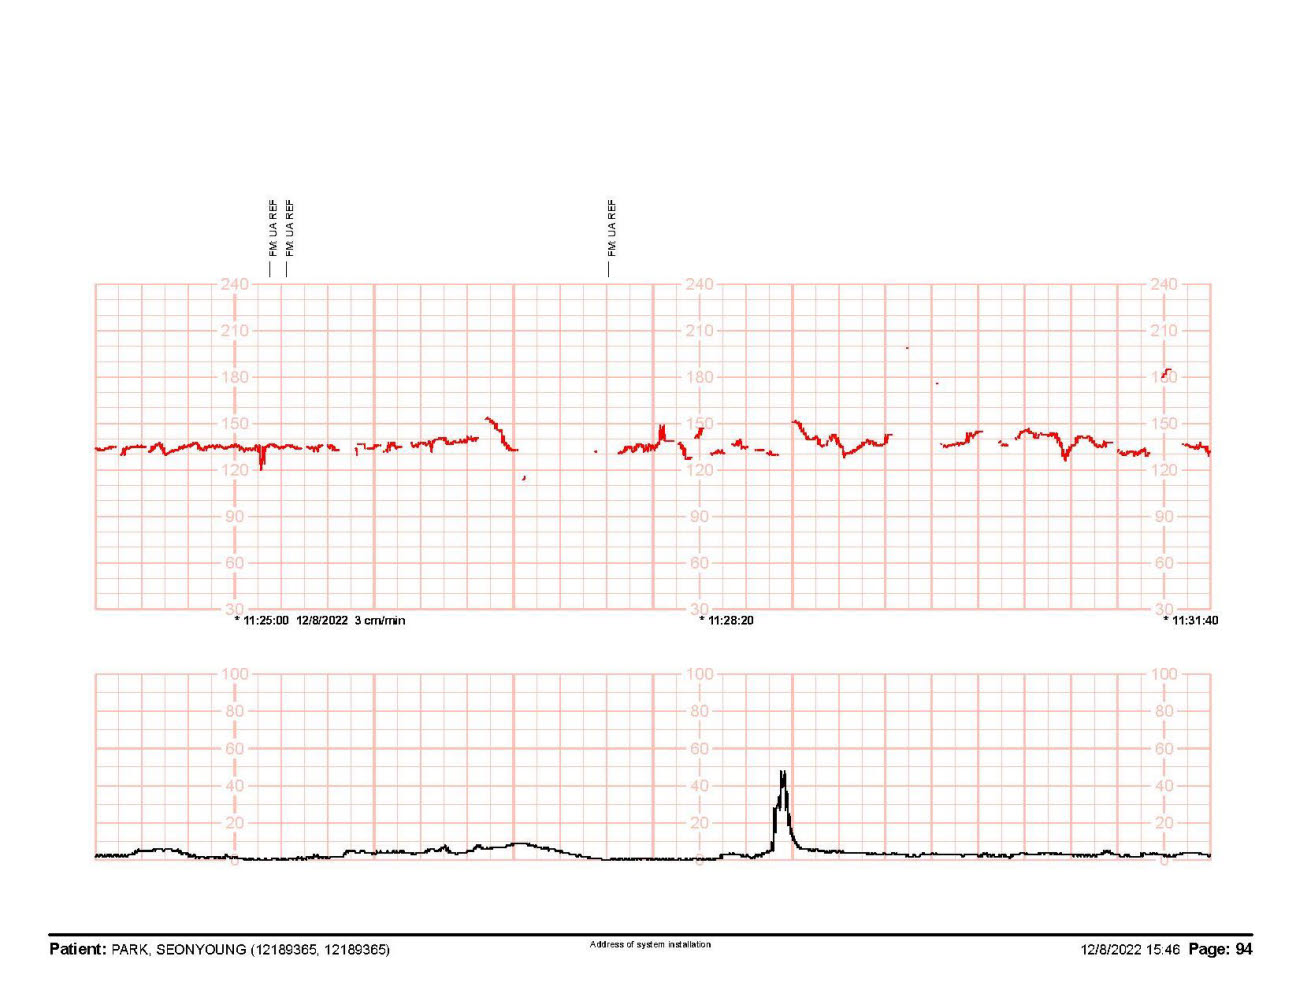 FM: UA REF
FM: UA REF
FM: UA REF
240 240 240
210 210 210
180 180 180
150 150 150
120 120 120
90 90 90
60 60 60
30 30 30
* 11:25:00 12/8/2022 3 cm/min * 11:28:20 * 11:31:40
100 100 100
80 80 80
60 60 60
40 40 40
20 20 20
0 0 0
Patient: PARK, SEONYOUNG (12189365, 12189365) Address of system installation 12/8/2022 15:46 Page: 94